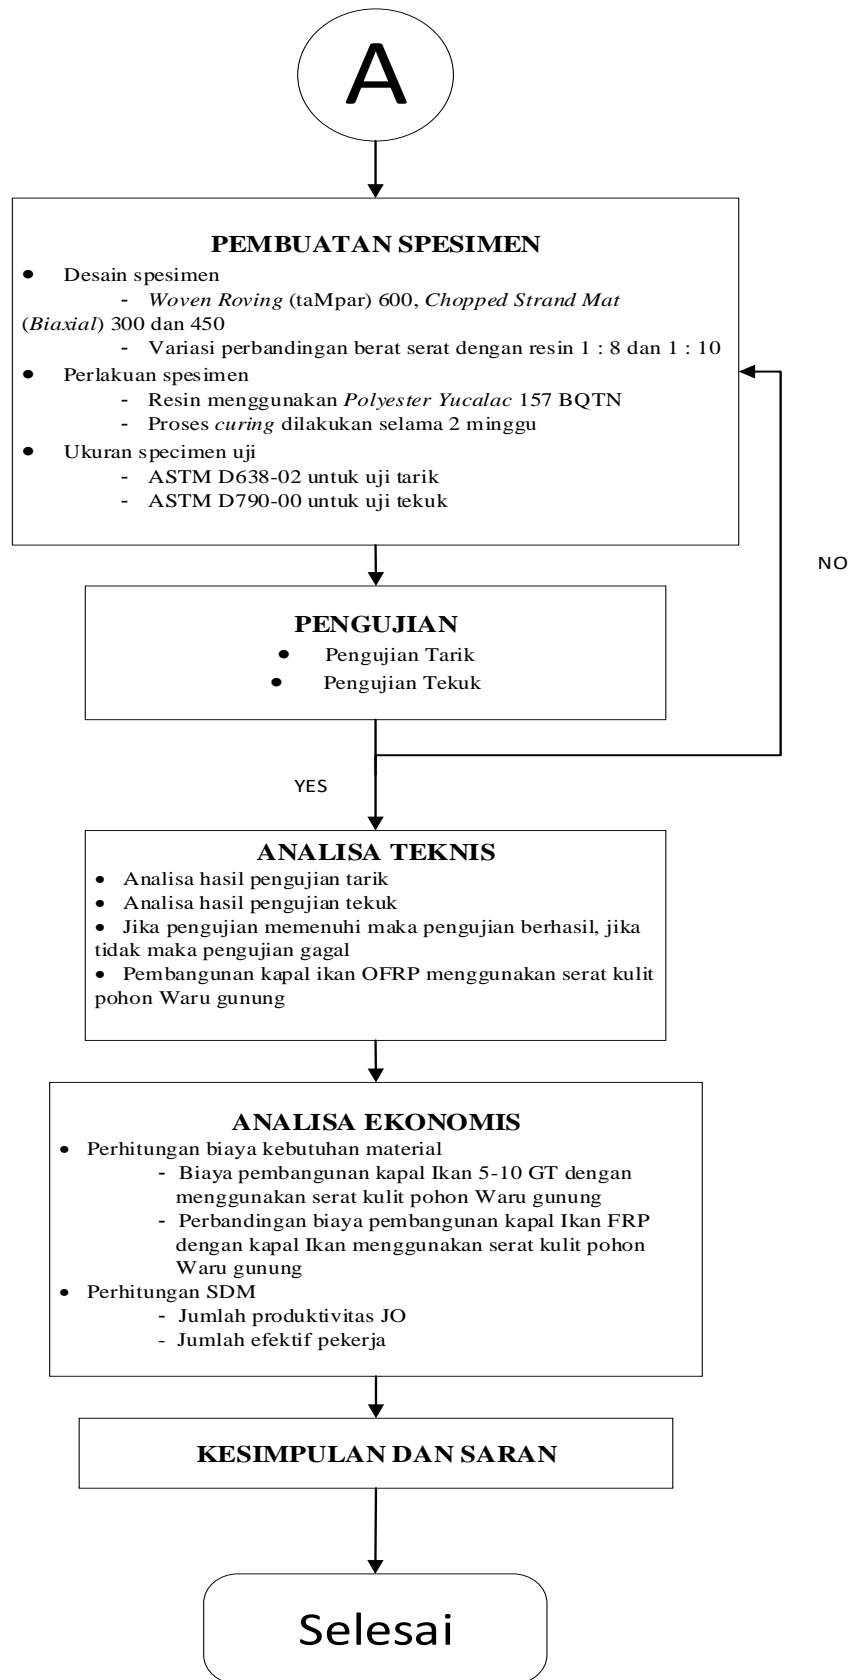 A
PEMBUATAN SPESIMEN
• Desain spesimen
- Woven Roving (taMpar) 600, Chopped Strand Mat
(Biaxial) 300 dan 450
- Variasi perbandingan berat serat dengan resin 1 : 8 dan 1 : 10
• Perlakuan spesimen
- Resin menggunakan Polyester Yucalac 157 BQTN
- Proses curing dilakukan selama 2 minggu
• Ukuran specimen uji
- ASTM D638-02 untuk uji tarik
- ASTM D790-00 untuk uji tekuk
NO
PENGUJIAN
• Pengujian Tarik
• Pengujian Tekuk
YES
ANALISA TEKNIS
• Analisa hasil pengujian tarik
• Analisa hasil pengujian tekuk
• Jika pengujian memenuhi maka pengujian berhasil, jika
tidak maka pengujian gagal
• Pembangunan kapal ikan OFRP menggunakan serat kulit
pohon Waru gunung
ANALISA EKONOMIS
• Perhitungan biaya kebutuhan material
- Biaya pembangunan kapal Ikan 5-10 GT dengan
menggunakan serat kulit pohon Waru gunung
- Perbandingan biaya pembangunan kapal Ikan FRP
dengan kapal Ikan menggunakan serat kulit pohon
Waru gunung
• Perhitungan SDM
- Jumlah produktivitas JO
- Jumlah efektif pekerja
KESIMPULAN DAN SARAN
Selesai